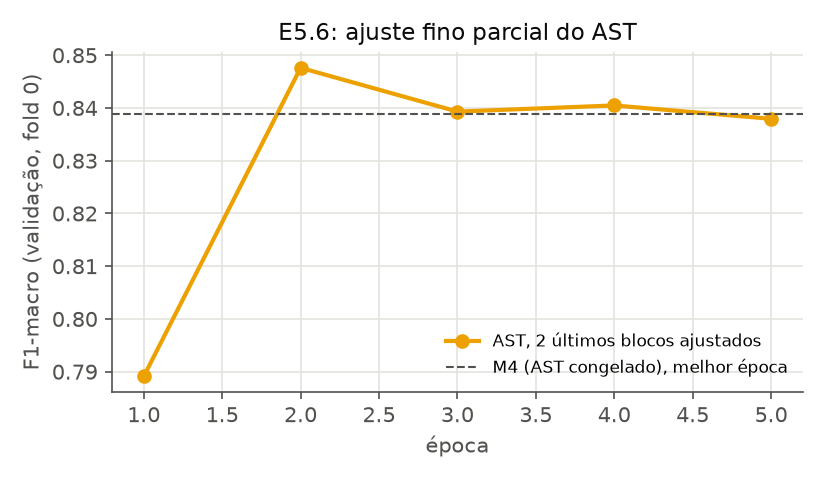 E5.6: ajuste fino parcial do AST
F1-macro (validação, fold 0)
0.85
0.84
0.83
0.82
0.81
0.80
0.79
AST, 2 últimos blocos ajustados
M4 (AST congelado), melhor época
1.0 1.5 2.0 2.5 3.0 3.5 4.0 4.5 5.0
época